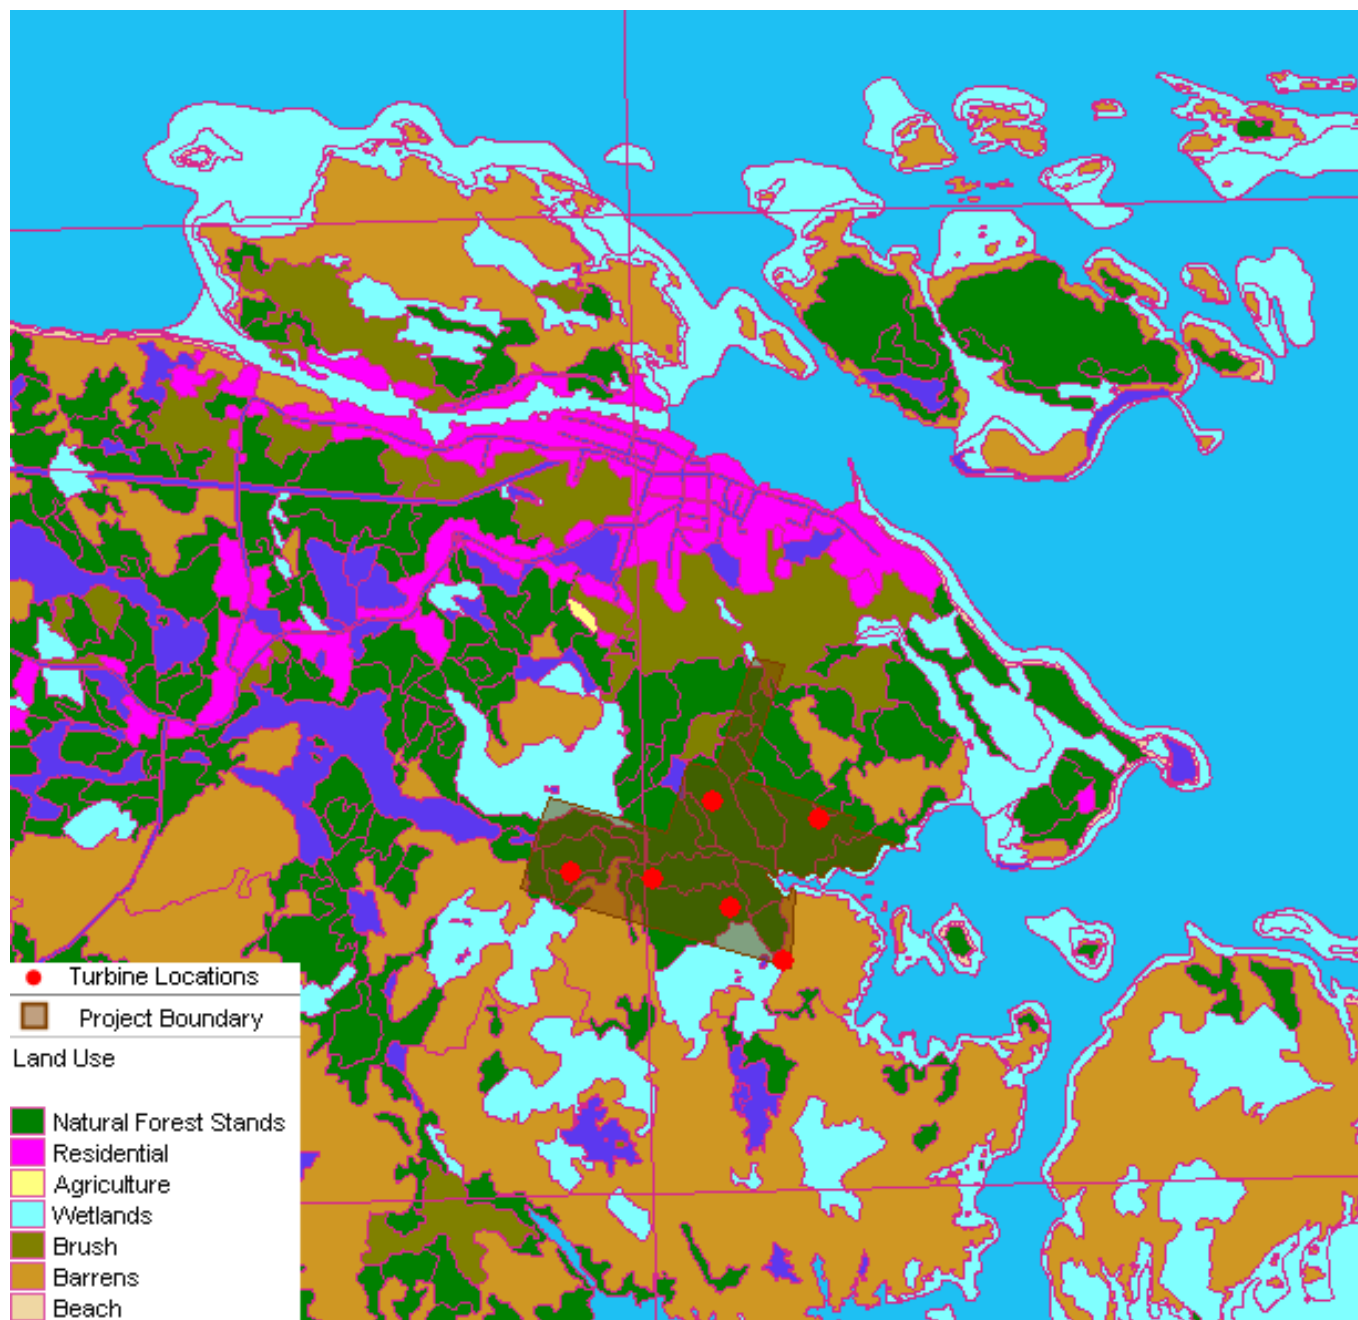 Turbine Locations
Project Boundary
Land Use
Natural Forest Stands
Residential
Agriculture
Wetlands
Brush
Barrens
Beach